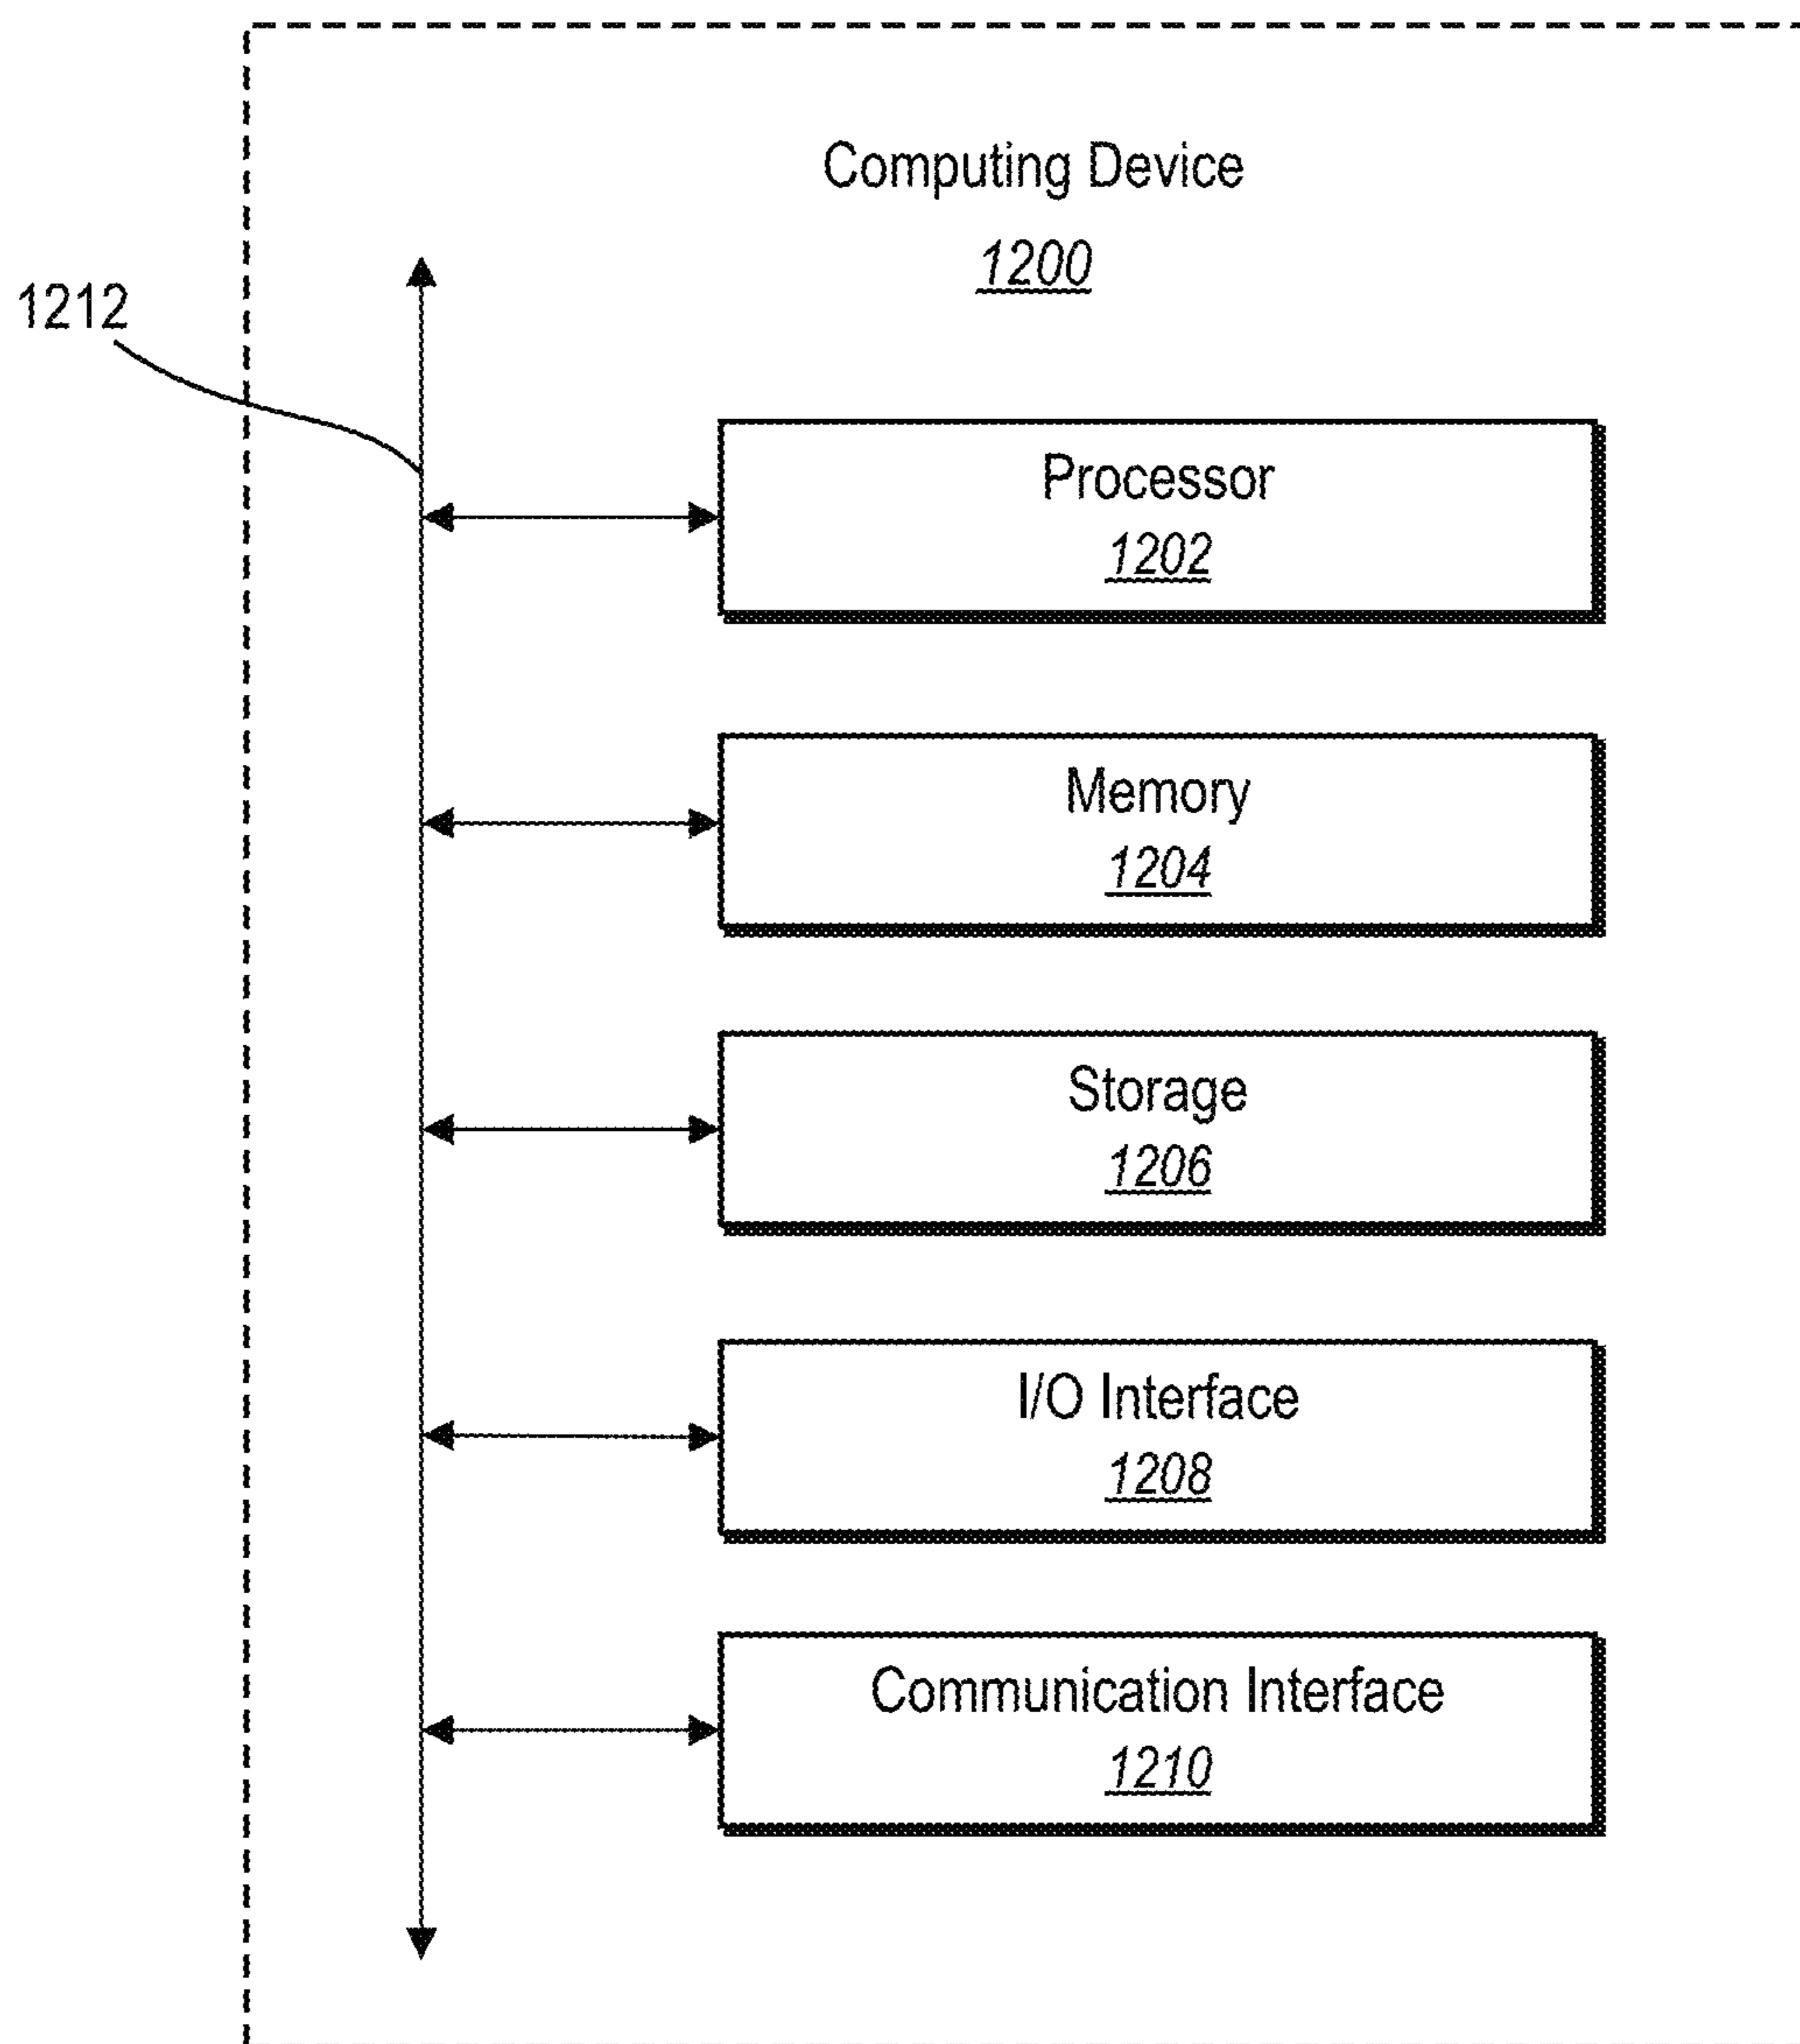 Computing Device
1200
1212
Processor
1202
Memory
1204
Storage
1206
I/O Interface
1208
Communication Interface
1210